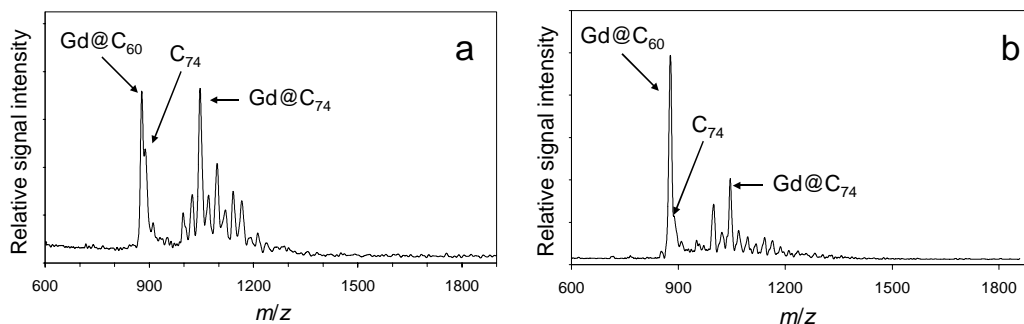 Relative signal intensity
Gd@C₆₀
C₇₄
Gd@C₇₄
a
600 900 1200 1500 1800
m/z
Relative signal intensity
Gd@C₆₀
C₇₄
Gd@C₇₄
b
600 900 1200 1500 1800
m/z